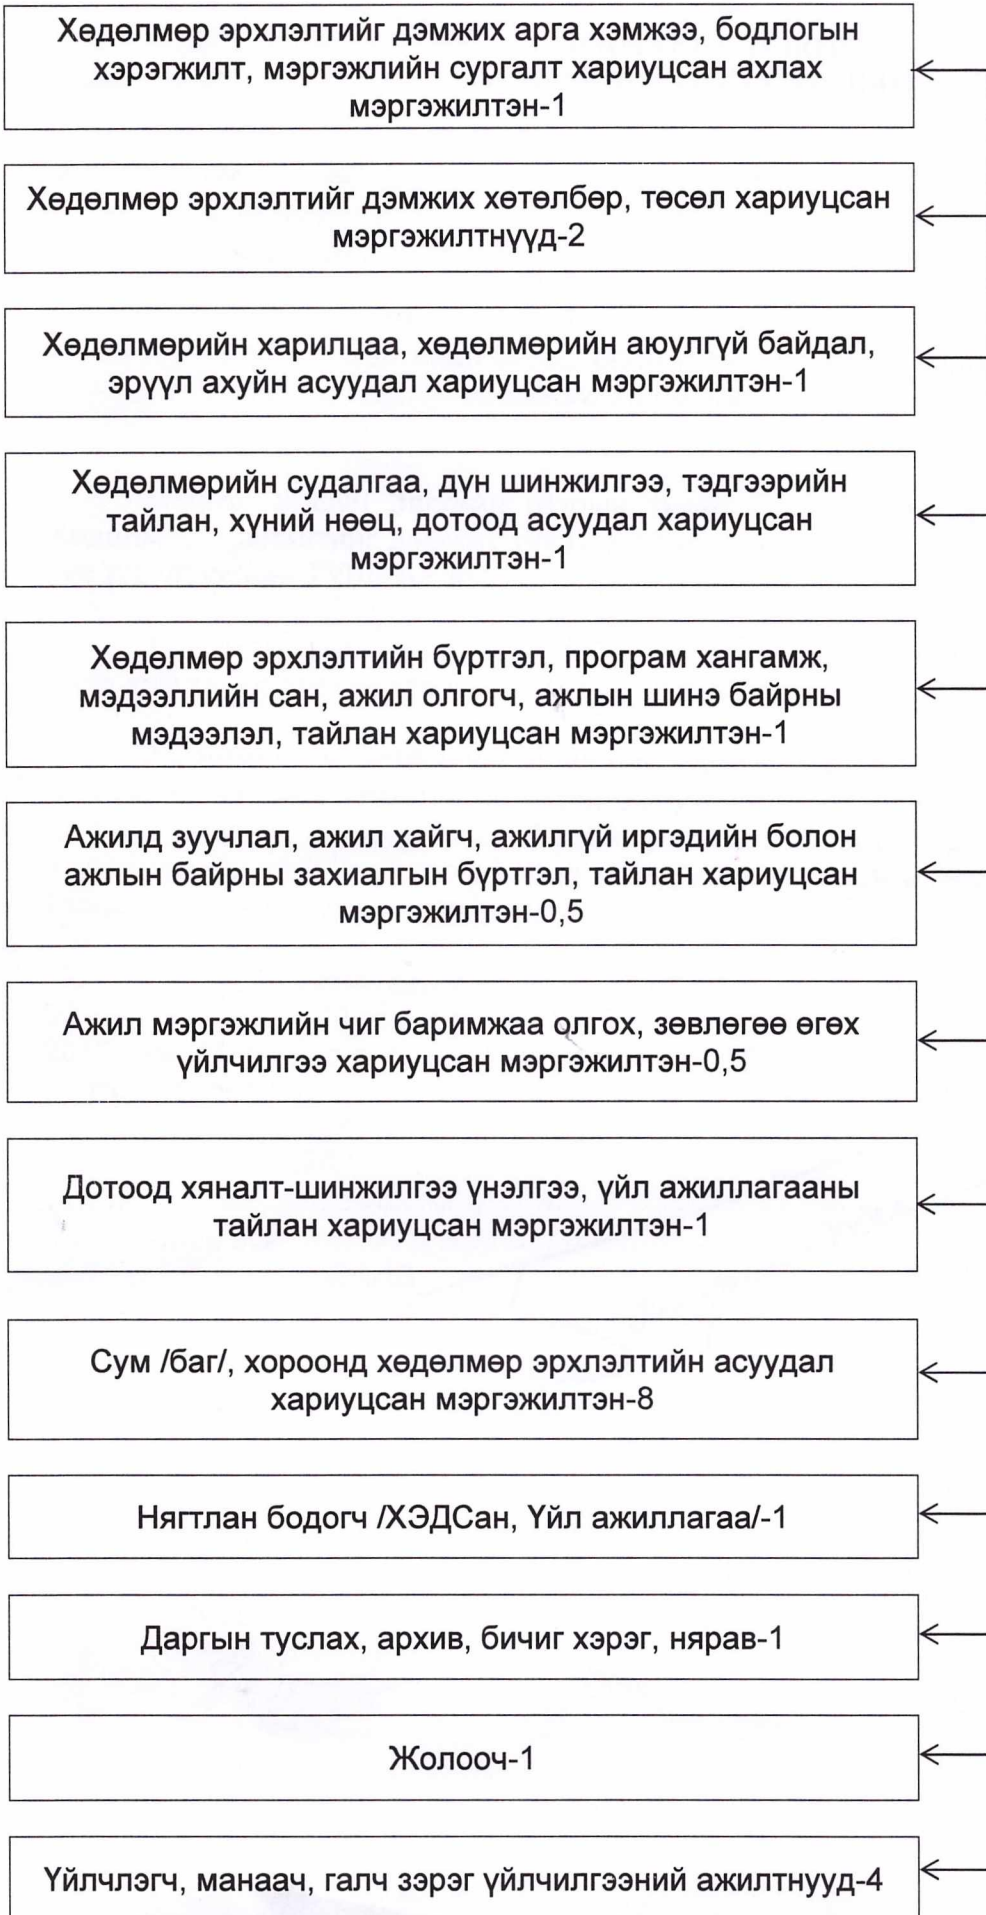 Хөдөлмөр эрхлэлтийг дэмжих арга хэмжээ, бодлогын
хэрэгжилт, мэргэжлийн сургалт хариуцсан ахлах
мэргэжилтэн-1
Хөдөлмөр эрхлэлтийг дэмжих хөтөлбөр, төсөл хариуцсан
мэргэжилтнүүд-2
Хөдөлмөрийн харилцаа, хөдөлмөрийн аюулгүй байдал,
эрүүл ахуйн асуудал хариуцсан мэргэжилтэн-1
Хөдөлмөрийн судалгаа, дүн шинжилгээ, тэдгээрийн
тайлан, хүний нөөц, дотоод асуудал хариуцсан
мэргэжилтэн-1
Хөдөлмөр эрхлэлтийн бүртгэл, програм хангамж,
мэдээллийн сан, ажил олгогч, ажлын шинэ байрны
мэдээлэл, тайлан хариуцсан мэргэжилтэн-1
Ажилд зуучлал, ажил хайгч, ажилгүй иргэдийн болон
ажлын байрны захиалгын бүртгэл, тайлан хариуцсан
мэргэжилтэн-0,5
Ажил мэргэжлийн чиг баримжаа олгох, зөвлөгөө өгөх
үйлчилгээ хариуцсан мэргэжилтэн-0,5
Дотоод хяналт-шинжилгээ үнэлгээ, үйл ажиллагааны
тайлан хариуцсан мэргэжилтэн-1
Сум /баг/, хороонд хөдөлмөр эрхлэлтийн асуудал
хариуцсан мэргэжилтэн-8
Нягтлан бодогч /ХЭДСан, Үйл ажиллагаа/-1
Даргын туслах, архив, бичиг хэрэг, нярав-1
Жолооч-1
Үйлчлэгч, манаач, галч зэрэг үйлчилгээний ажилтнууд-4